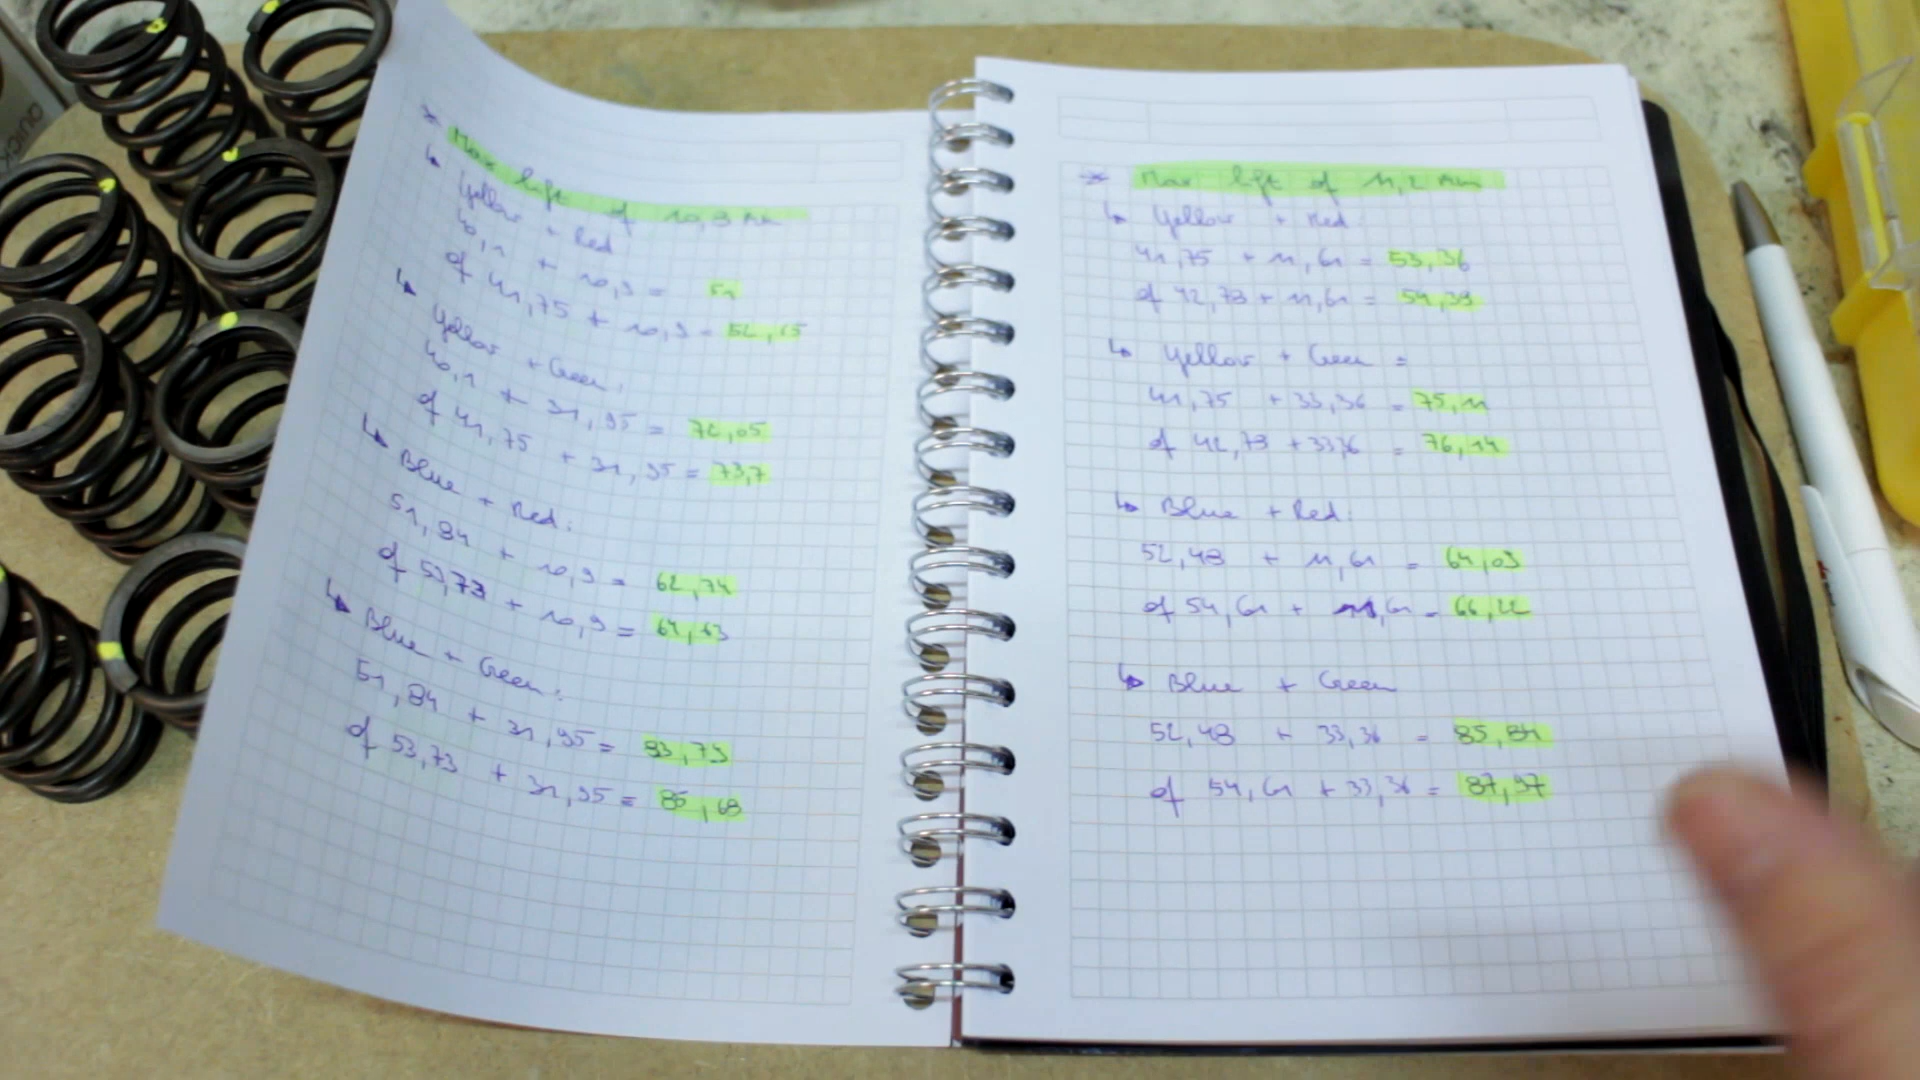 QUICK
* Max lift of 10,9 mm
↳ Yellow + Red
40,1 + 10,9 = 51
of 41,75 + 10,9 = 52,65
↳ Yellow + Green:
40,1 + 31,95 = 72,05
of 41,75 + 31,95 = 73,7
↳ Blue + Red:
51,84 + 10,9 = 62,74
of 53,73 + 10,9 = 64,63
↳ Blue + Green:
51,84 + 31,95 = 83,79
of 53,73 + 31,95 = 85,68
* Max lift of 11,2 mm
↳ Yellow + Red:
41,75 + 11,61 = 53,36
of 42,78 + 11,61 = 54,39
↳ Yellow + Green =
41,75 + 33,36 = 75,11
of 42,78 + 33,36 = 76,14
↳ Blue + Red:
52,48 + 11,61 = 64,09
of 54,61 + 11,61 = 66,22
↳ Blue + Green
52,48 + 33,36 = 85,84
of 54,61 + 33,36 = 87,97